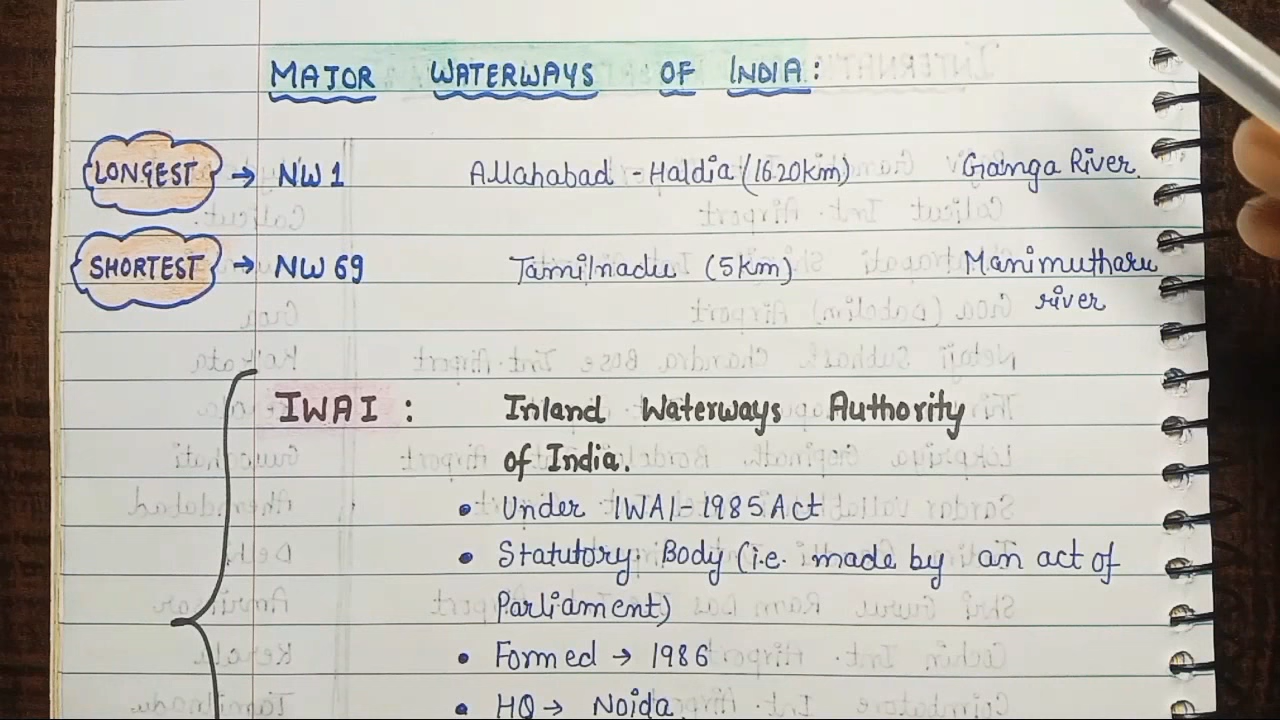 MAJOR WATERWAYS OF INDIA:
LONGEST → NW 1 Allahabad - Haldia (1620km) Ganga River.
SHORTEST → NW 69 Tamilnadu (5km) Manimutharu
river
IWAI : Inland Waterways Authority
of India.
• Under IWAI-1985 Act
• Statutory Body (i.e. made by an act of
Parliament)
• Formed → 1986
• HQ → Noida